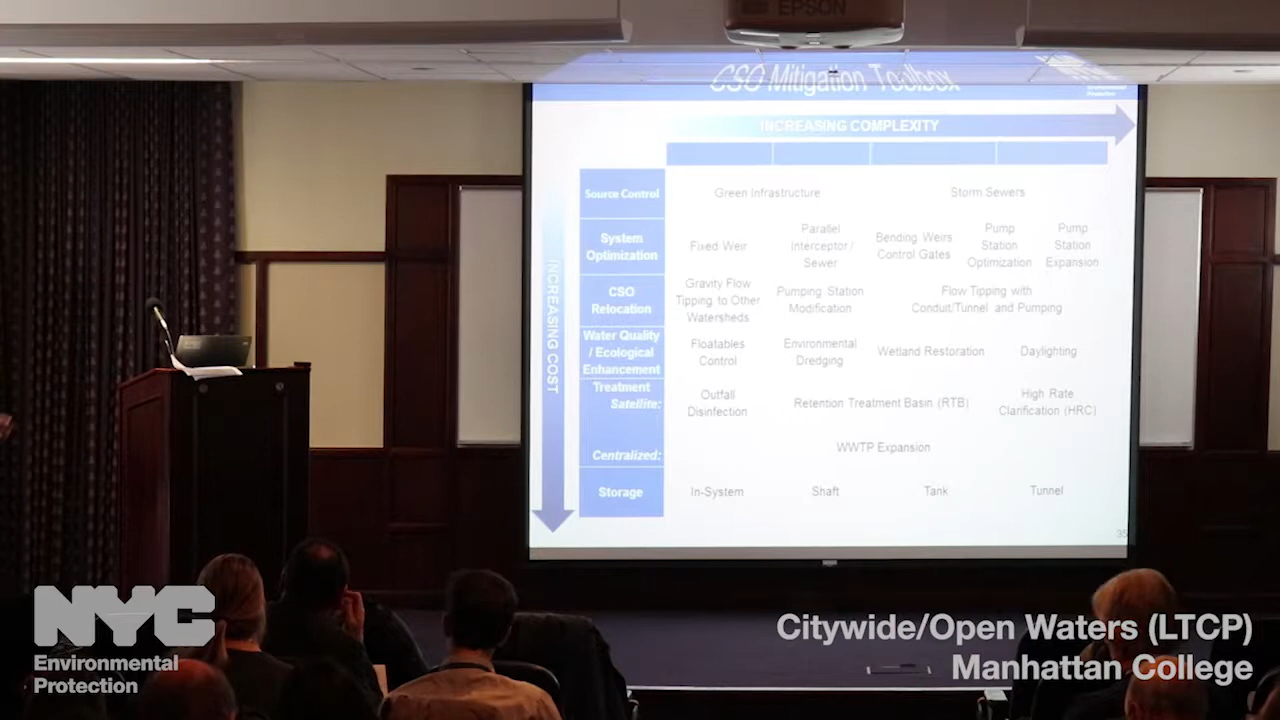 EPSON
CSO Mitigation Toolbox
NYC
Environmental
Protection
INCREASING COMPLEXITY
INCREASING COST
Source Control
Green Infrastructure
Storm Sewers
System
Optimization
Fixed Weir
Parallel
Interceptor /
Sewer
Bending Weirs
Control Gates
Pump
Station
Optimization
Pump
Station
Expansion
CSO
Relocation
Gravity Flow
Tipping to Other
Watersheds
Pumping Station
Modification
Flow Tipping with
Conduit/Tunnel and Pumping
Water Quality
/ Ecological
Enhancement
Floatables
Control
Environmental
Dredging
Wetland Restoration
Daylighting
Treatment
Satellite:
Outfall
Disinfection
Retention Treatment Basin (RTB)
High Rate
Clarification (HRC)
Centralized:
WWTP Expansion
Storage
In-System
Shaft
Tank
Tunnel
35
NYC
Environmental
Protection
Citywide/Open Waters (LTCP)
Manhattan College